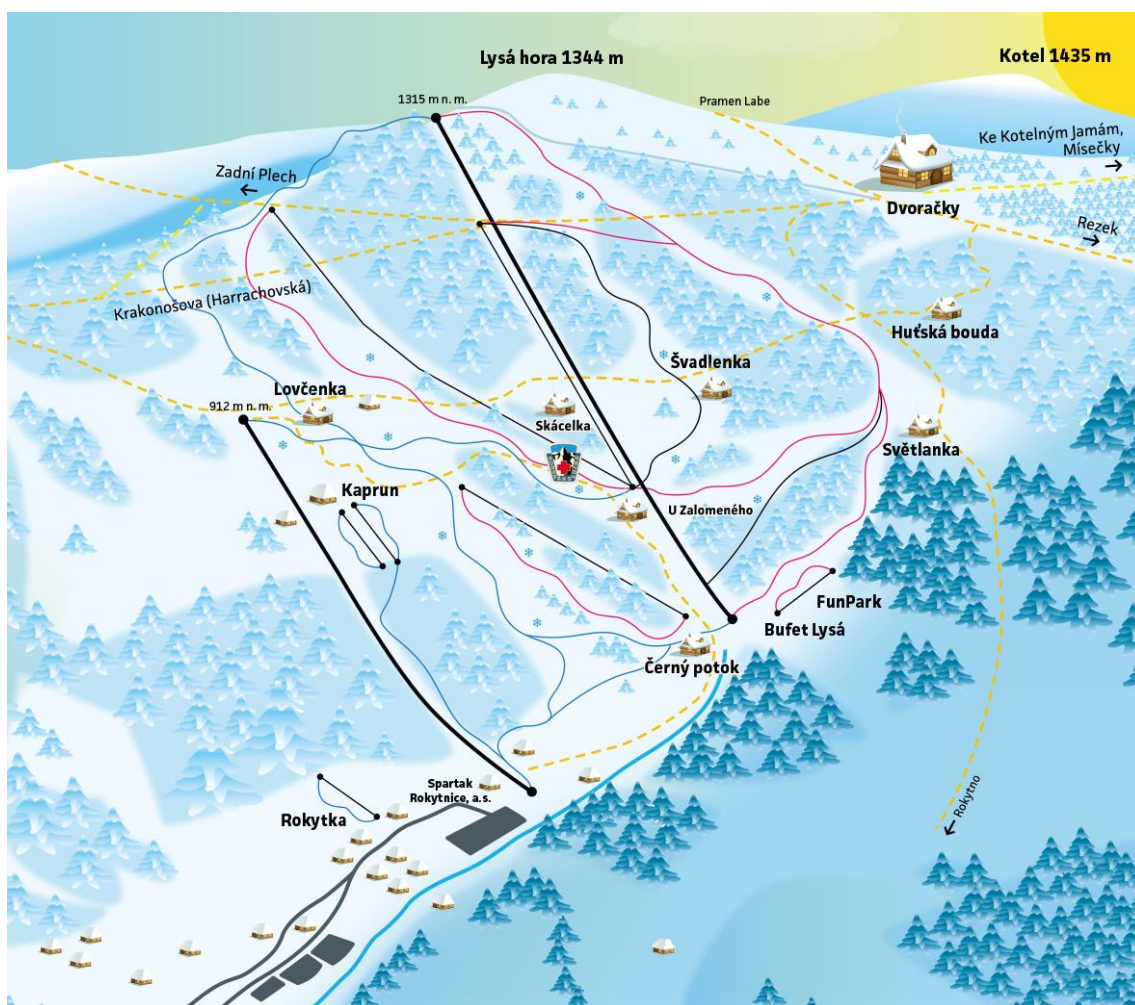 Lysá hora 1344 m
Kotel 1435 m
1315 m n. m.
Pramen Labe
Ke Kotelným Jamám,
Mísečky
Zadní Plech
Dvoračky
Rezek
Krakonošova (Harrachovská)
Huťská bouda
Švadlenka
Lovčenka
912 m n. m.
Skácelka
Světlanka
Kaprun
U Zalomeného
FunPark
Bufet Lysá
Černý potok
Spartak
Rokytnice, a.s.
Rokytka
Rokytno